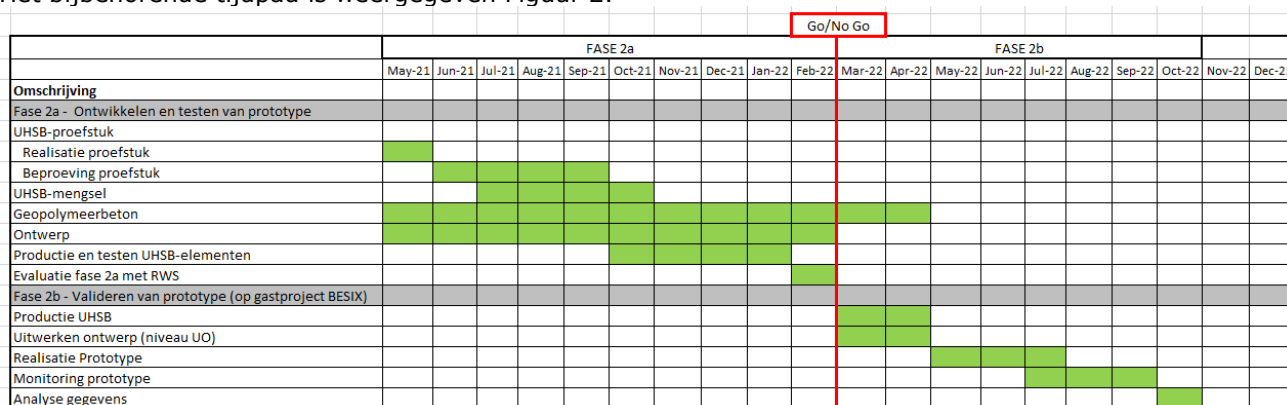 Het bijbehorende tijdpad is weergegeven Figuur 2.
Go/No Go
FASE 2a FASE 2b
May-21 Jun-21 Jul-21 Aug-21 Sep-21 Oct-21 Nov-21 Dec-21 Jan-22 Feb-22 Mar-22 Apr-22 May-22 Jun-22 Jul-22 Aug-22 Sep-22 Oct-22 Nov-22 Dec-2
Omschrijving
Fase 2a - Ontwikkelen en testen van prototype
UHSB-proefstuk
Realisatie proefstuk
Beproeving proefstuk
UHSB-mengsel
Geopolymeerbeton
Ontwerp
Productie en testen UHSB-elementen
Evaluatie fase 2a met RWS
Fase 2b - Valideren van prototype (op gastproject BESIX)
Productie UHSB
Uitwerken ontwerp (niveau UO)
Realisatie Prototype
Monitoring prototype
Analyse gegevens